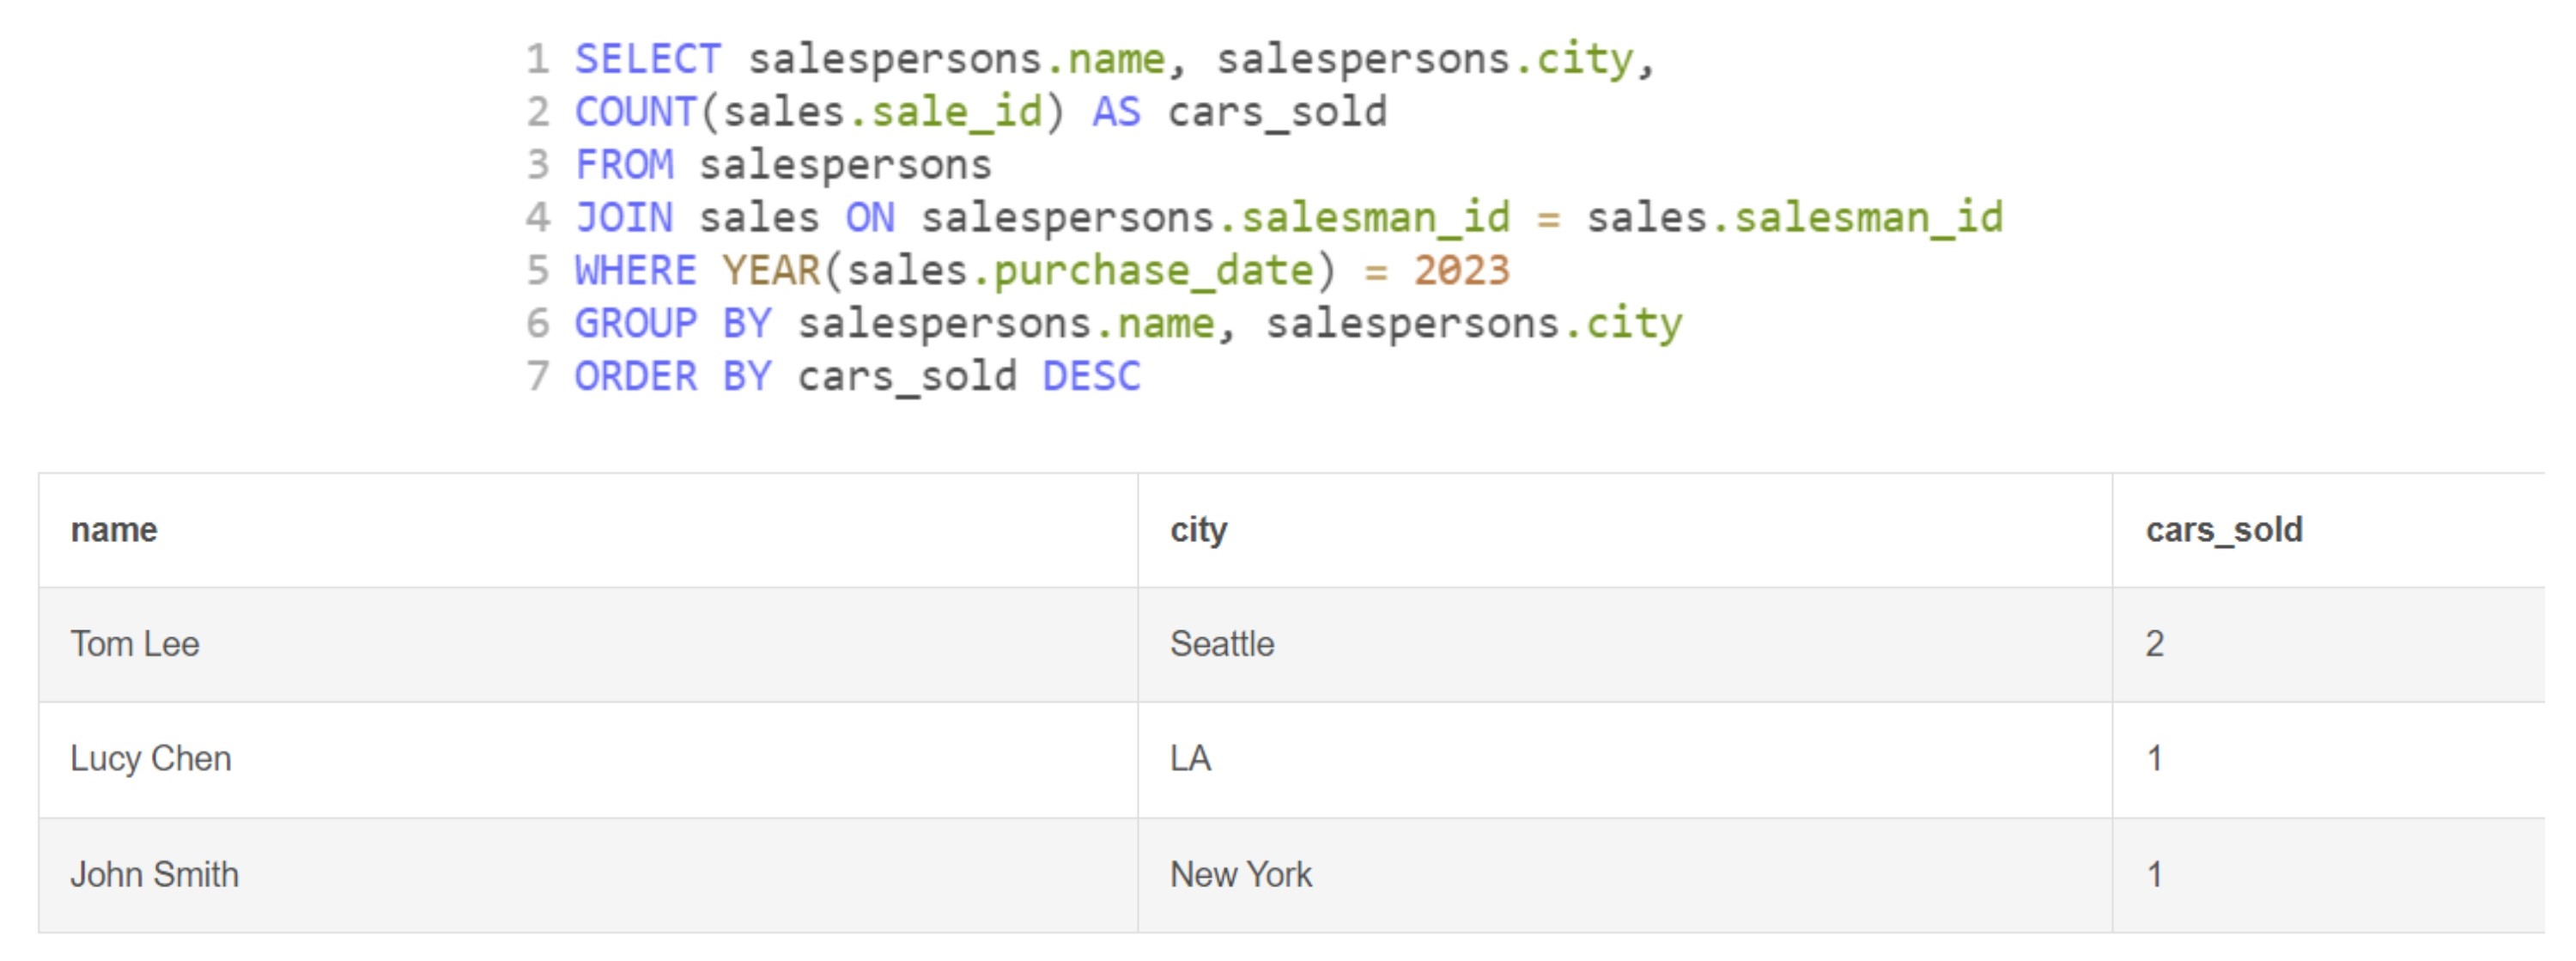 1 SELECT salespersons.name, salespersons.city,
2 COUNT(sales.sale_id) AS cars_sold
3 FROM salespersons
4 JOIN sales ON salespersons.salesman_id = sales.salesman_id
5 WHERE YEAR(sales.purchase_date) = 2023
6 GROUP BY salespersons.name, salespersons.city
7 ORDER BY cars_sold DESC
name city cars_sold
Tom Lee Seattle 2
Lucy Chen LA 1
John Smith New York 1